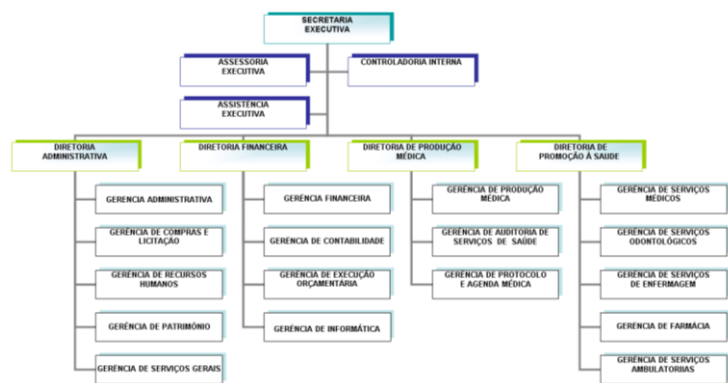 SECRETARIA
EXECUTIVA
ASSESSORIA
EXECUTIVA
CONTROLADORIA INTERNA
ASSISTÊNCIA
EXECUTIVA
DIRETORIA
ADMINISTRATIVA
DIRETORIA FINANCEIRA
DIRETORIA DE PRODUÇÃO
MÉDICA
DIRETORIA DE
PROMOÇÃO À SAUDE
GERENCIA ADMINISTRATIVA
GERÊNCIA DE COMPRAS E
LICITAÇÃO
GERÊNCIA DE RECURSOS
HUMANOS
GERÊNCIA DE PATRIMÔNIO
GERÊNCIA DE SERVIÇOS GERAIS
GERÊNCIA FINANCEIRA
GERÊNCIA DE CONTABILIDADE
GERÊNCIA DE EXECUÇÃO
ORÇAMENTÁRIA
GERÊNCIA DE INFORMÁTICA
GERÊNCIA DE PRODUÇÃO
MÉDICA
GERÊNCIA DE AUDITORIA DE
SERVIÇOS DE SAÚDE
GERÊNCIA DE PROTOCOLO
E AGENDA MÉDICA
GERÊNCIA DE SERVIÇOS
MÉDICOS
GERÊNCIA DE SERVIÇOS
ODONTOLÓGICOS
GERÊNCIA DE SERVIÇOS
DE ENFERMAGEM
GERÊNCIA DE FARMÁCIA
GERÊNCIA DE SERVIÇOS
AMBULATORIIAS